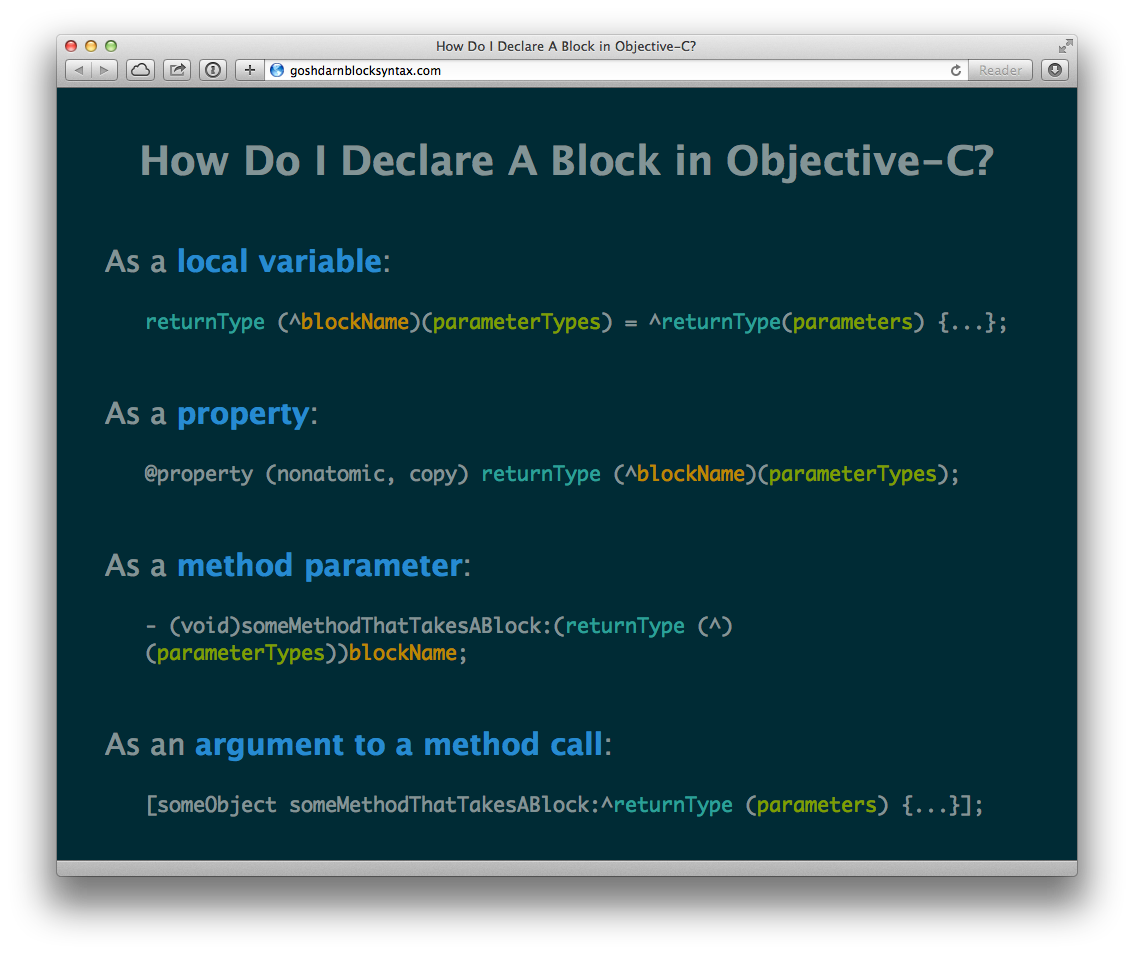 How Do I Declare A Block in Objective-C?
goshdarnblocksyntax.com
Reader
How Do I Declare A Block in Objective-C?
As a local variable:
returnType (^blockName)(parameterTypes) = ^returnType(parameters) {...};
As a property:
@property (nonatomic, copy) returnType (^blockName)(parameterTypes);
As a method parameter:
- (void)someMethodThatTakesABlock:(returnType (^)
(parameterTypes))blockName;
As an argument to a method call:
[someObject someMethodThatTakesABlock:^returnType (parameters) {...}];